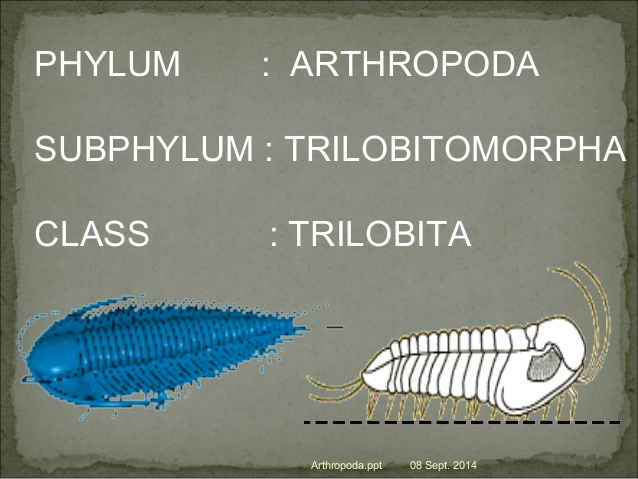 PHYLUM : ARTHROPODA
SUBPHYLUM : TRILOBITOMORPHA
CLASS : TRILOBITA
Arthropoda.ppt 08 Sept. 2014